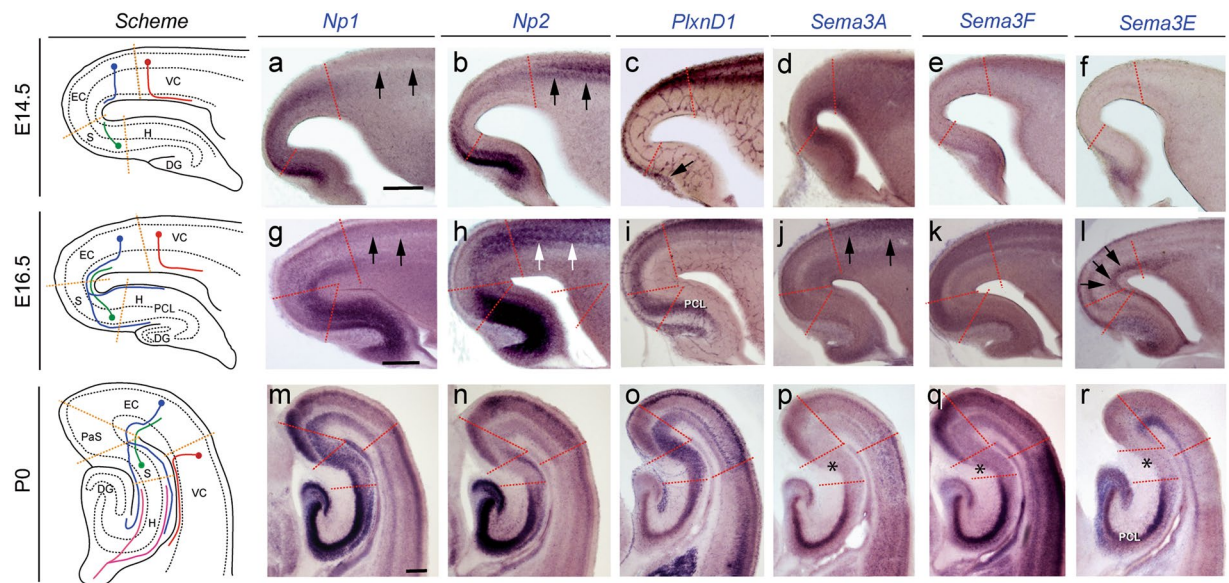 Scheme Np1 Np2 PlxnD1 Sema3A Sema3F Sema3E
E14.5
EC VC S H DG
a b c d e f
E16.5
EC VC S H PCL DG
g h i j k l
PCL
P0
EC PaS S DG H VC
m n o p q r
* * *
PCL